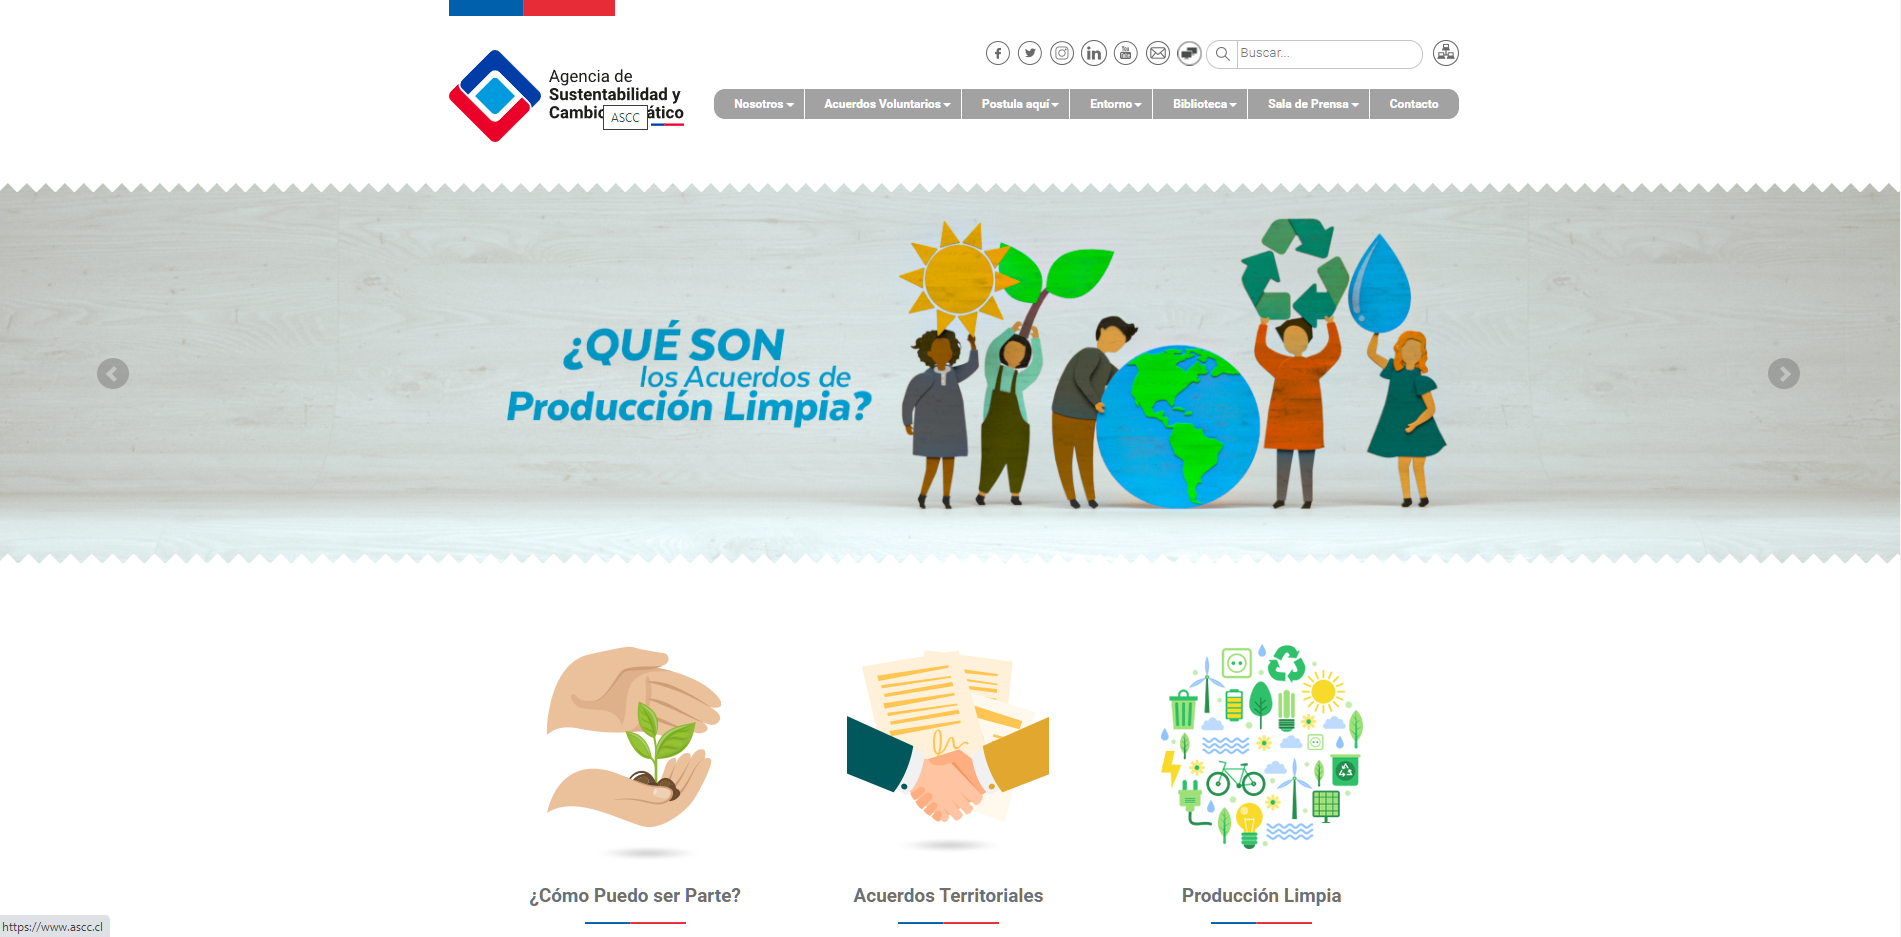 Agencia de
Sustentabilidad y
Cambio ático
ASCC
Buscar...
Nosotros
Acuerdos Voluntarios
Postula aquí
Entorno
Biblioteca
Sala de Prensa
Contacto
¿QUÉ SON
los Acuerdos de
Producción Limpia?
¿Cómo Puedo ser Parte?
Acuerdos Territoriales
Producción Limpia
https://www.ascc.cl